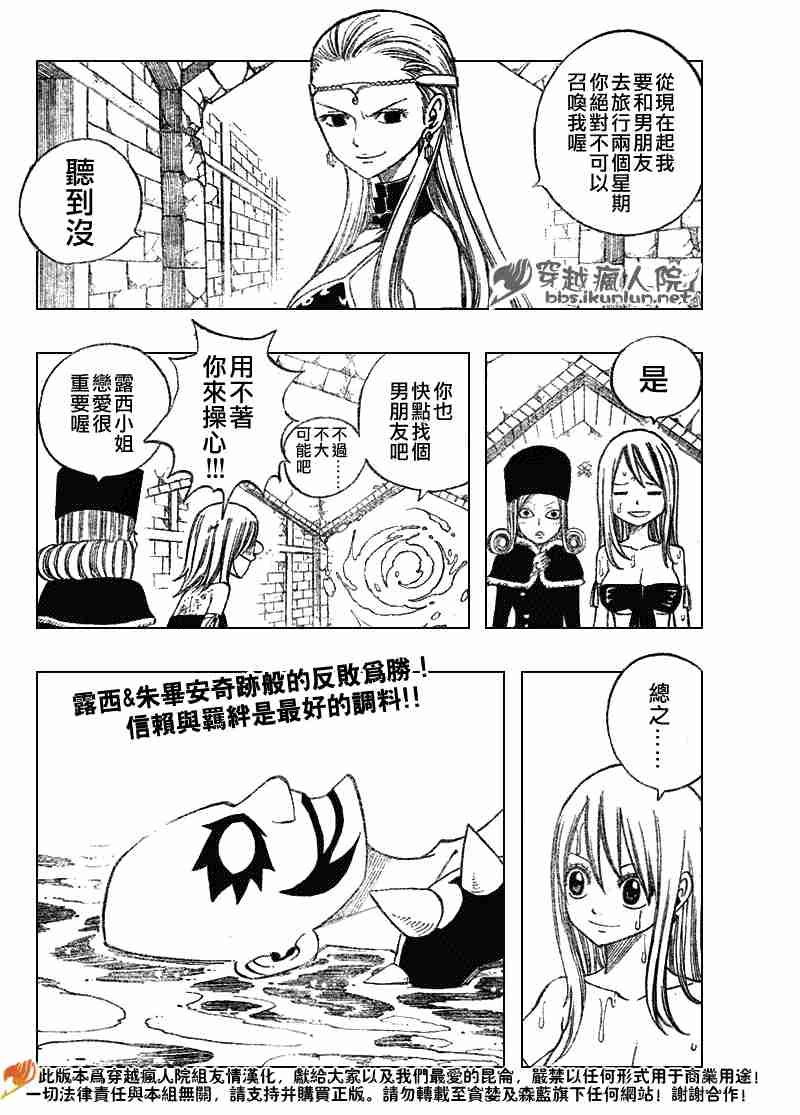 從現在起我
要和男朋友
去旅行兩個星期
你絕對不可以
召喚我喔
聽到沒
穿越瘋人院
bbs.ikunlun.net
是
你也
快點找個
男朋友吧
不過……
不大
可能吧
用不著
你來操心!!!
露西小姐
戀愛很
重要喔
總之……
露西&朱畢安奇跡般的反敗爲勝！
信賴與羈絆是最好的調料!!
此版本爲穿越瘋人院組友情漢化，獻給大家以及我們最愛的昆侖，嚴禁以任何形式用于商業用途！
一切法律責任與本組無關，請支持并購買正版。請勿轉載至貪婪及森藍旗下任何網站！謝謝合作！